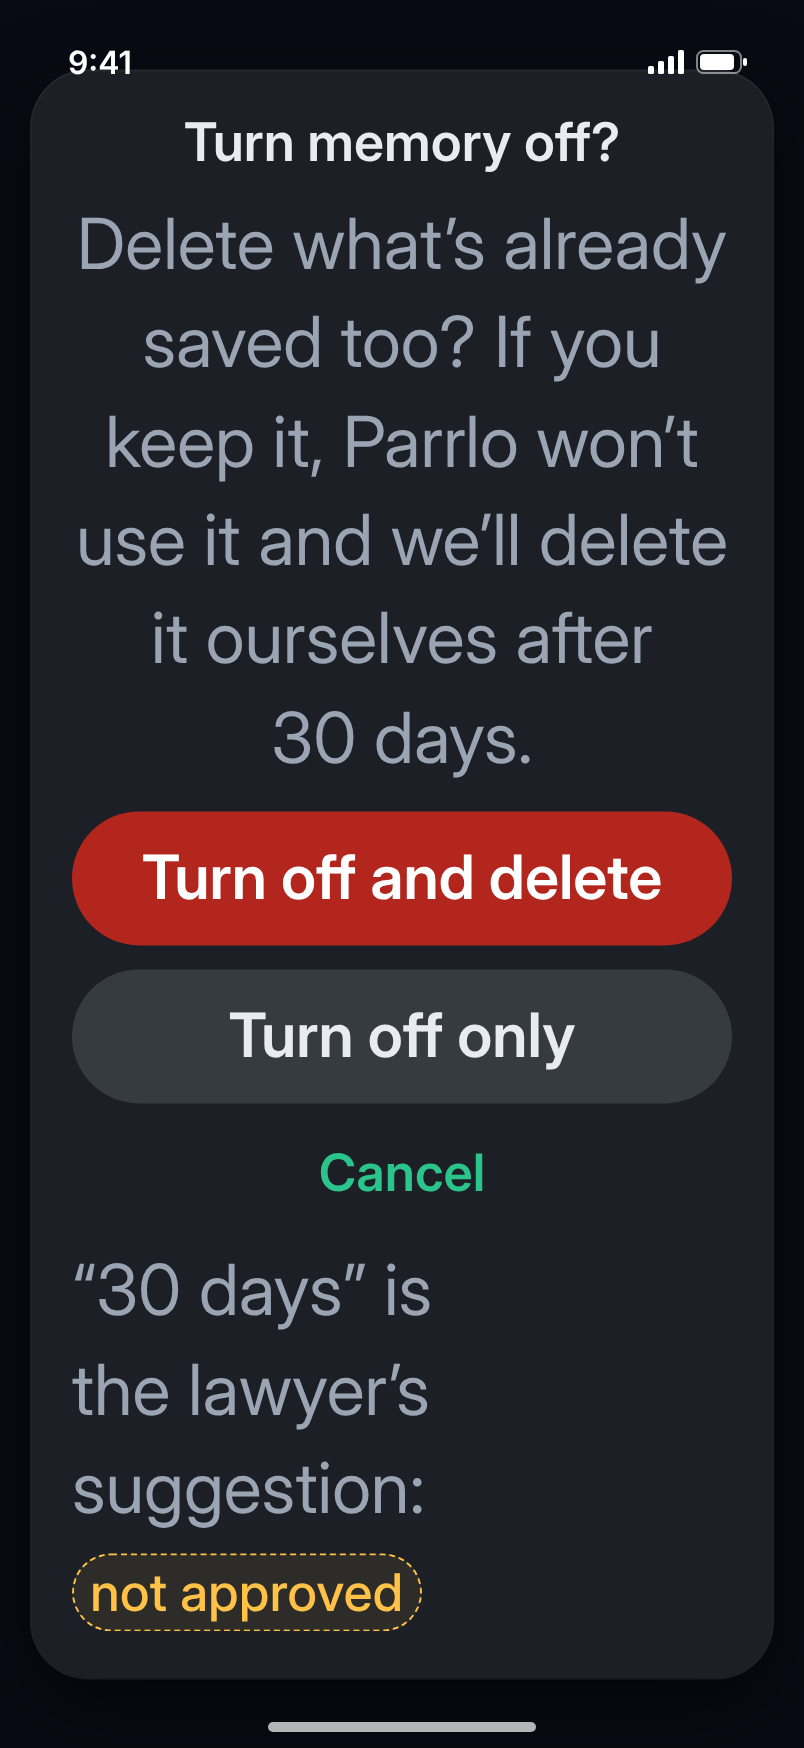 9:41
Turn memory off?
Delete what’s already
saved too? If you
keep it, Parrlo won’t
use it and we’ll delete
it ourselves after
30 days.
Turn off and delete
Turn off only
Cancel
“30 days” is
the lawyer’s
suggestion:
not approved